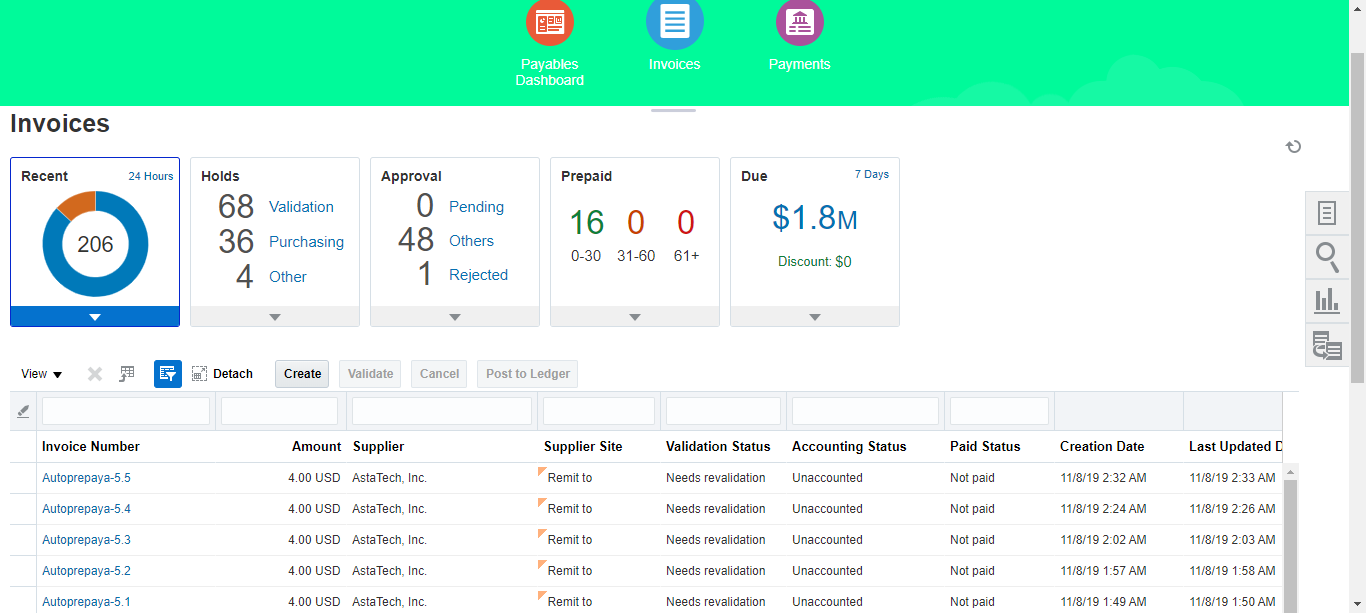 Payables Dashboard
Invoices
Payments
Invoices
Recent 24 Hours
206
Holds
68 Validation
36 Purchasing
4 Other
Approval
0 Pending
48 Others
1 Rejected
Prepaid
16 0 0
0-30 31-60 61+
Due 7 Days
$1.8M
Discount: $0
View Detach Create Validate Cancel Post to Ledger
Invoice Number Amount Supplier Supplier Site Validation Status Accounting Status Paid Status Creation Date Last Updated D
Autoprepaya-5.5 4.00 USD AstaTech, Inc. Remit to Needs revalidation Unaccounted Not paid 11/8/19 2:32 AM 11/8/19 2:33 AM
Autoprepaya-5.4 4.00 USD AstaTech, Inc. Remit to Needs revalidation Unaccounted Not paid 11/8/19 2:24 AM 11/8/19 2:26 AM
Autoprepaya-5.3 4.00 USD AstaTech, Inc. Remit to Needs revalidation Unaccounted Not paid 11/8/19 2:02 AM 11/8/19 2:03 AM
Autoprepaya-5.2 4.00 USD AstaTech, Inc. Remit to Needs revalidation Unaccounted Not paid 11/8/19 1:57 AM 11/8/19 1:58 AM
Autoprepaya-5.1 4.00 USD AstaTech, Inc. Remit to Needs revalidation Unaccounted Not paid 11/8/19 1:49 AM 11/8/19 1:50 AM